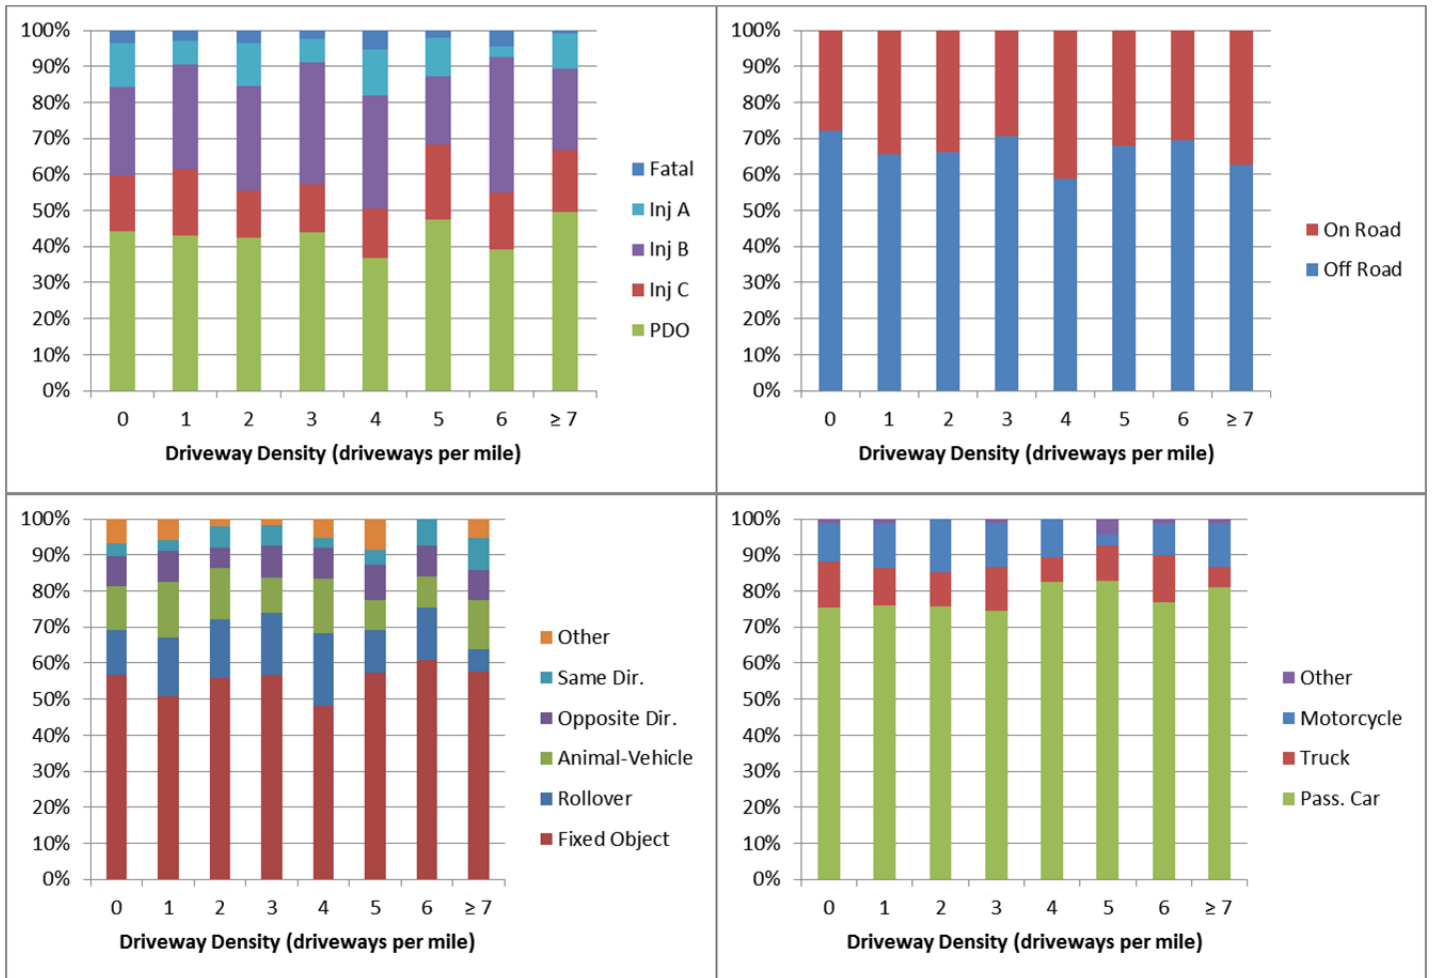 100%
90%
80%
70%
60%
50%
40%
30%
20%
10%
0%
0 1 2 3 4 5 6 ≥ 7
Driveway Density (driveways per mile)
Fatal
Inj A
Inj B
Inj C
PDO
100%
90%
80%
70%
60%
50%
40%
30%
20%
10%
0%
0 1 2 3 4 5 6 ≥ 7
Driveway Density (driveways per mile)
On Road
Off Road
100%
90%
80%
70%
60%
50%
40%
30%
20%
10%
0%
0 1 2 3 4 5 6 ≥ 7
Driveway Density (driveways per mile)
Other
Same Dir.
Opposite Dir.
Animal-Vehicle
Rollover
Fixed Object
100%
90%
80%
70%
60%
50%
40%
30%
20%
10%
0%
0 1 2 3 4 5 6 ≥ 7
Driveway Density (driveways per mile)
Other
Motorcycle
Truck
Pass. Car